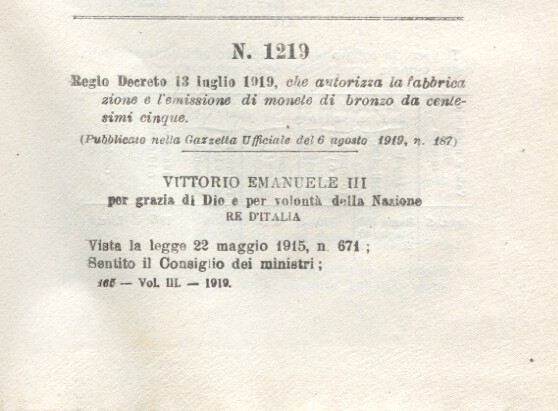 N. 1219
Regio Decreto 13 luglio 1919, che autorizza la fabbrica
zione e l'emissione di monete di bronzo da cente-
simi cinque.
(Pubblicato nella Gazzetta Ufficiale del 6 agosto 1919, n. 187)
VITTORIO EMANUELE III
per grazia di Dio e per volontà della Nazione
RE D'ITALIA
Vista la legge 22 maggio 1915, n. 671 ;
Sentito il Consiglio dei ministri ;
165 — Vol. III. — 1919.